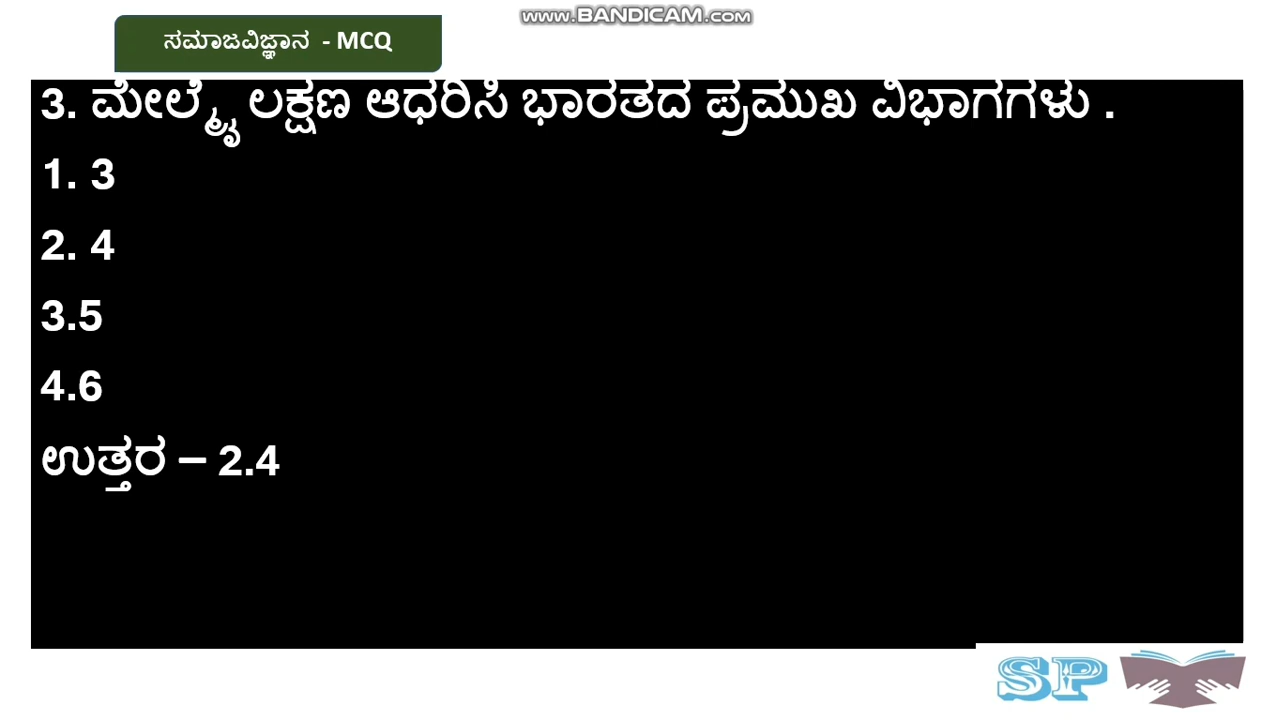 www.BANDICAM.com
ಸಮಾಜವಿಜ್ಞಾನ - MCQ
3. ಮೇಲ್ಮೈ ಲಕ್ಷಣ ಆಧರಿಸಿ ಭಾರತದ ಪ್ರಮುಖ ವಿಭಾಗಗಳು .
1. 3
2. 4
3.5
4.6
ಉತ್ತರ – 2.4
SP